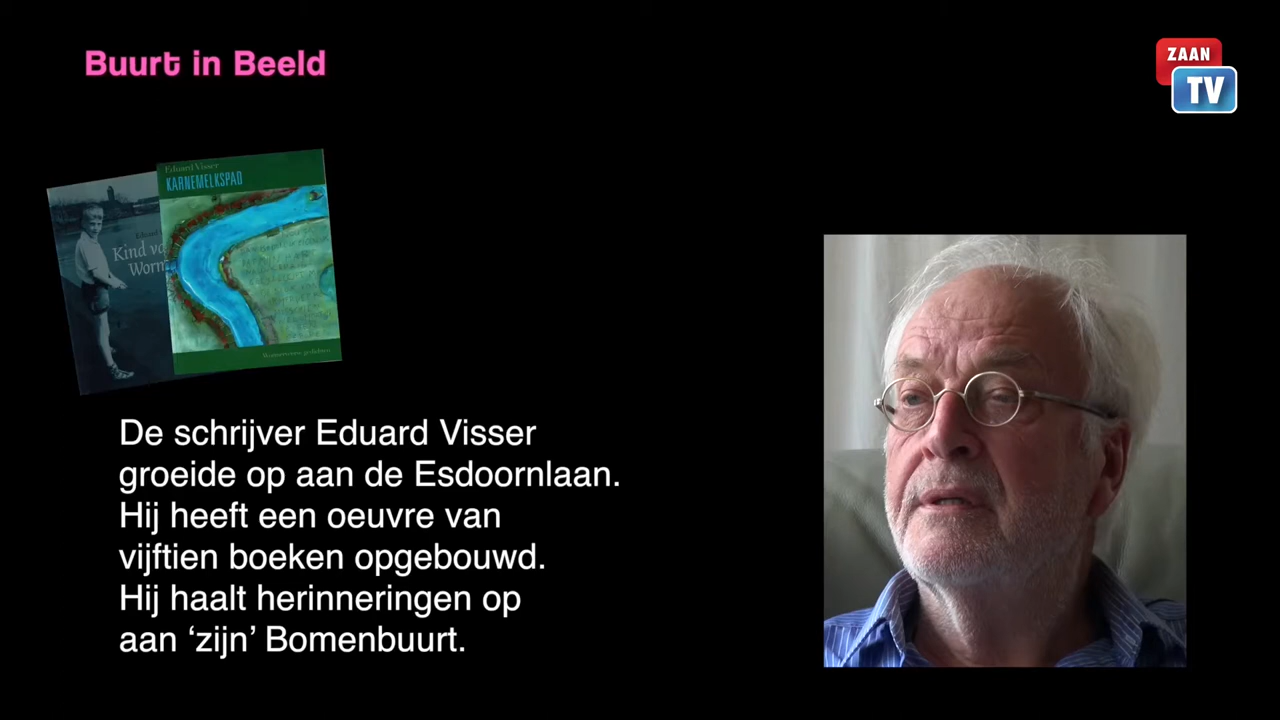 Buurt in Beeld
ZAAN
TV
Eduard Visser
KARNEMELKSPAD
Kind
De schrijver Eduard Visser
groeide op aan de Esdoornlaan.
Hij heeft een oeuvre van
vijftien boeken opgebouwd.
Hij haalt herinneringen op
aan ‘zijn’ Bomenbuurt.